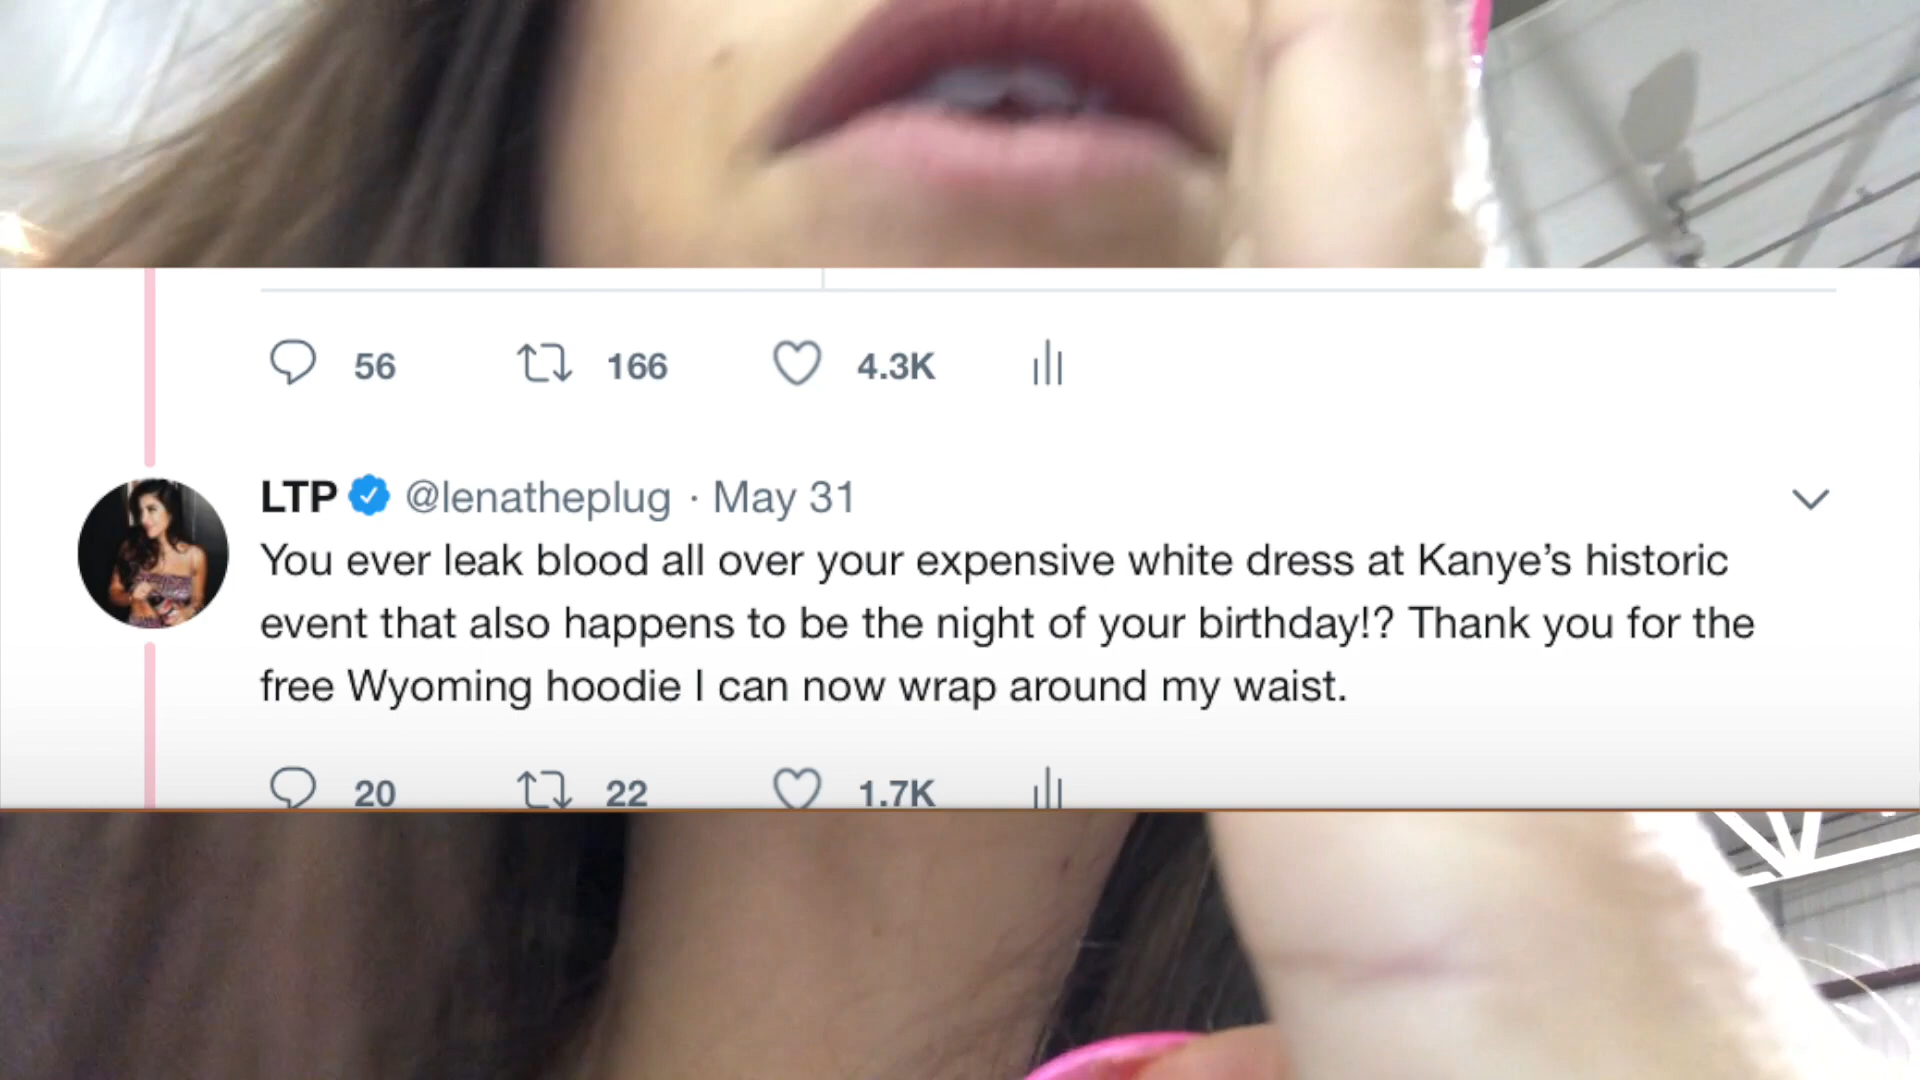 56 166 4.3K
LTP @lenatheplug · May 31
You ever leak blood all over your expensive white dress at Kanye’s historic
event that also happens to be the night of your birthday!? Thank you for the
free Wyoming hoodie I can now wrap around my waist.
20 22 1.7K